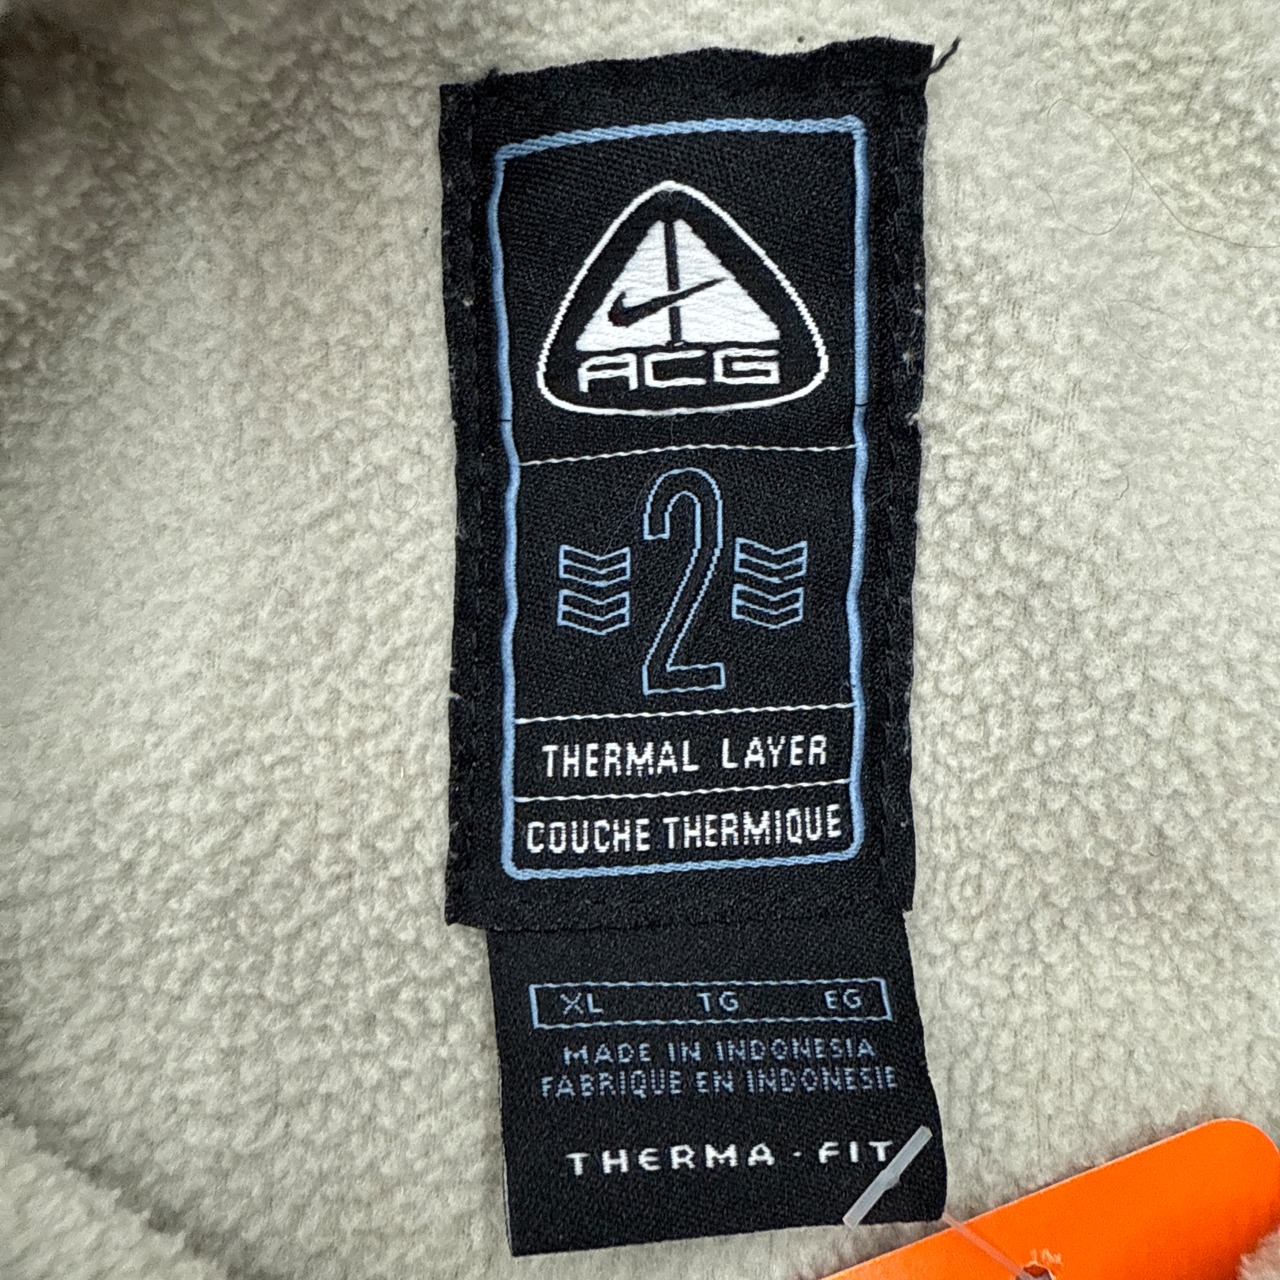 ACG
2
THERMAL LAYER
COUCHE THERMIQUE
XL TG EG
MADE IN INDONESIA
FABRIQUE EN INDONESIE
THERMA·FIT